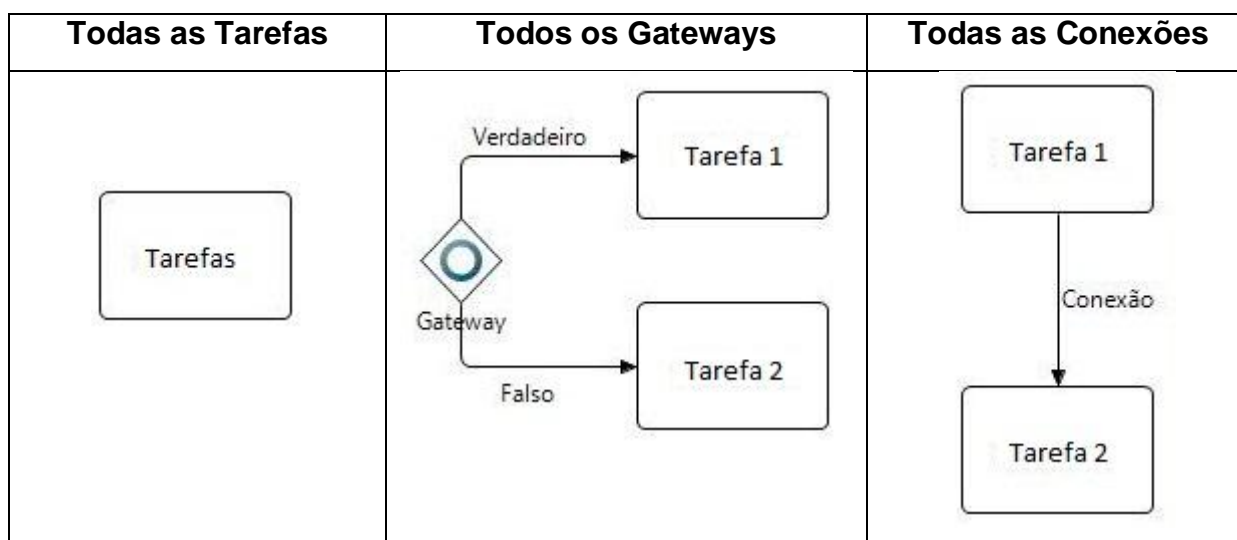 Todas as Tarefas
Todos os Gateways
Todas as Conexões
Tarefas
Verdadeiro
Tarefa 1
Gateway
Tarefa 2
Falso
Tarefa 1
Conexão
Tarefa 2